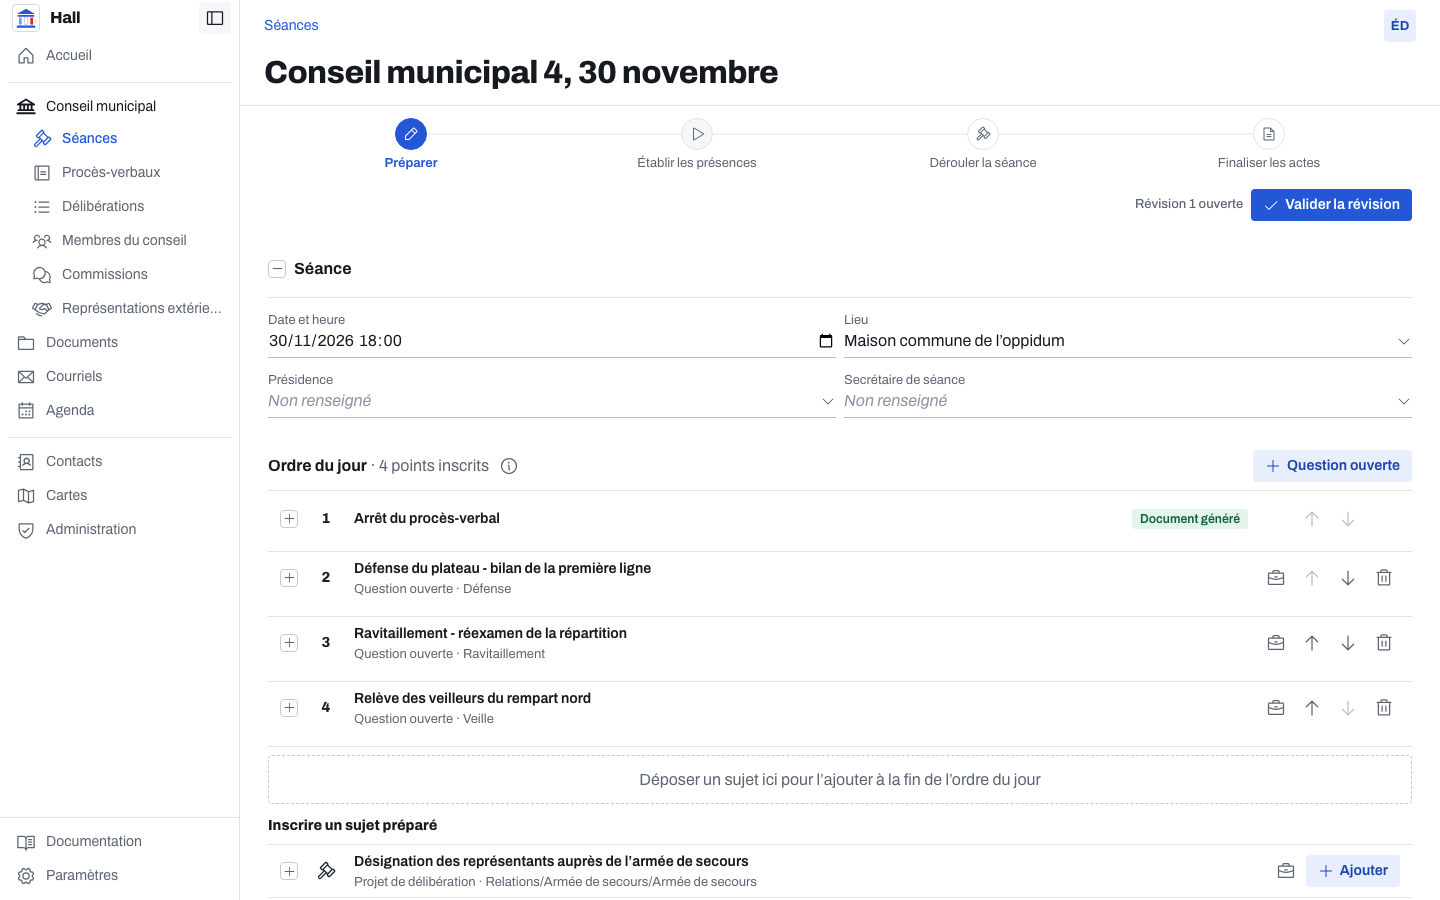 Hall
Accueil
Conseil municipal
Séances
Procès-verbaux
Délibérations
Membres du conseil
Commissions
Représentations extérie...
Documents
Courriels
Agenda
Contacts
Cartes
Administration
Documentation
Paramètres
Séances
ÉD
Conseil municipal 4, 30 novembre
Préparer
Établir les présences
Dérouler la séance
Finaliser les actes
Révision 1 ouverte
Valider la révision
Séance
Date et heure
30/11/2026 18:00
Lieu
Maison commune de l’oppidum
Présidence
Non renseigné
Secrétaire de séance
Non renseigné
Ordre du jour · 4 points inscrits
Question ouverte
1 Arrêt du procès-verbal
Document généré
2 Défense du plateau - bilan de la première ligne
Question ouverte · Défense
3 Ravitaillement - réexamen de la répartition
Question ouverte · Ravitaillement
4 Relève des veilleurs du rempart nord
Question ouverte · Veille
Déposer un sujet ici pour l’ajouter à la fin de l’ordre du jour
Inscrire un sujet préparé
Désignation des représentants auprès de l’armée de secours
Projet de délibération · Relations/Armée de secours/Armée de secours
Ajouter